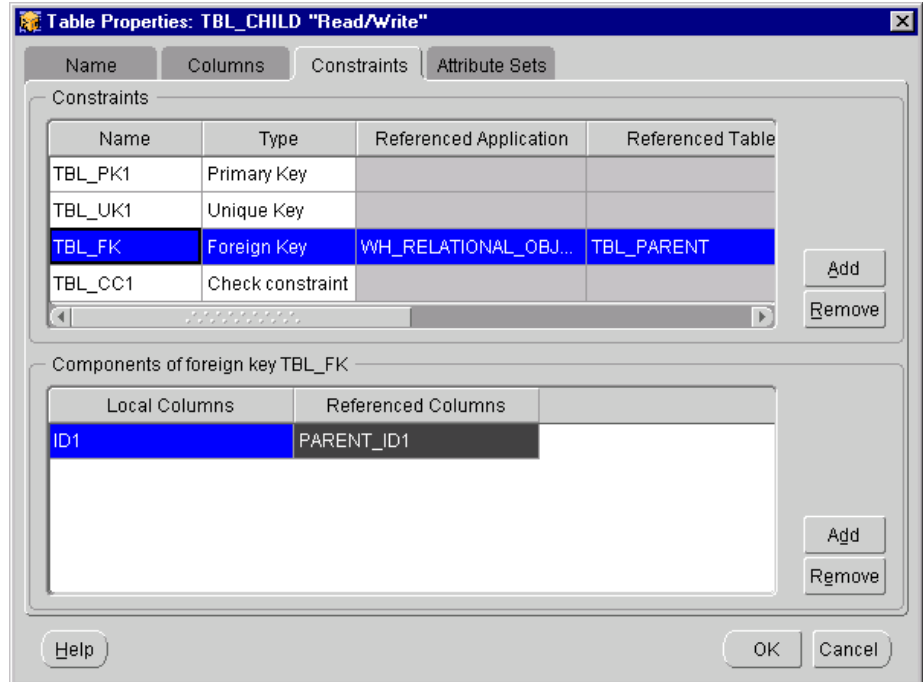 Table Properties: TBL_CHILD "Read/Write"
Name Columns Constraints Attribute Sets
Constraints
Name Type Referenced Application Referenced Table
TBL_PK1 Primary Key
TBL_UK1 Unique Key
TBL_FK Foreign Key WH_RELATIONAL_OBJ... TBL_PARENT
TBL_CC1 Check constraint
Add
Remove
Components of foreign key TBL_FK
Local Columns Referenced Columns
ID1 PARENT_ID1
Add
Remove
Help OK Cancel